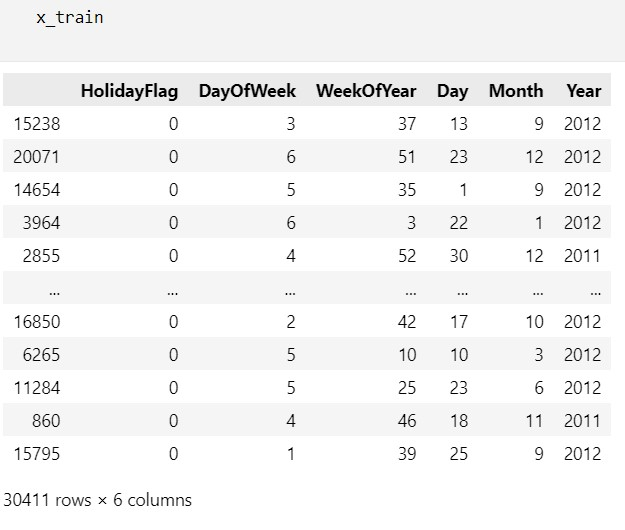 x_train
HolidayFlag DayOfWeek WeekOfYear Day Month Year
15238 0 3 37 13 9 2012
20071 0 6 51 23 12 2012
14654 0 5 35 1 9 2012
3964 0 6 3 22 1 2012
2855 0 4 52 30 12 2011
... ... ... ... ... ... ...
16850 0 2 42 17 10 2012
6265 0 5 10 10 3 2012
11284 0 5 25 23 6 2012
860 0 4 46 18 11 2011
15795 0 1 39 25 9 2012
30411 rows × 6 columns